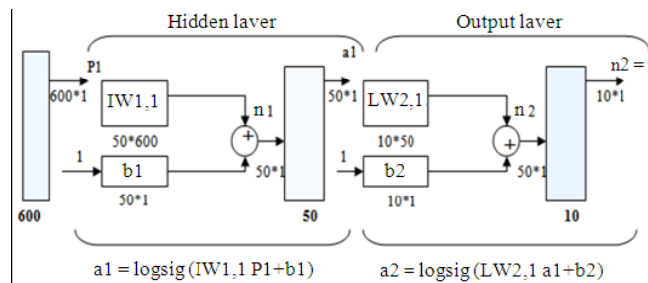 Hidden laver
Output laver
P1
a1
n2 =
600*1
IW1,1
n1
50*1
LW2,1
n2
10*1
50*600
+
10*50
+
1
b1
50*1
1
b2
50*1
50*1
10*1
600
50
10
a1 = logsig (IW1,1 P1+b1)
a2 = logsig (LW2,1 a1+b2)